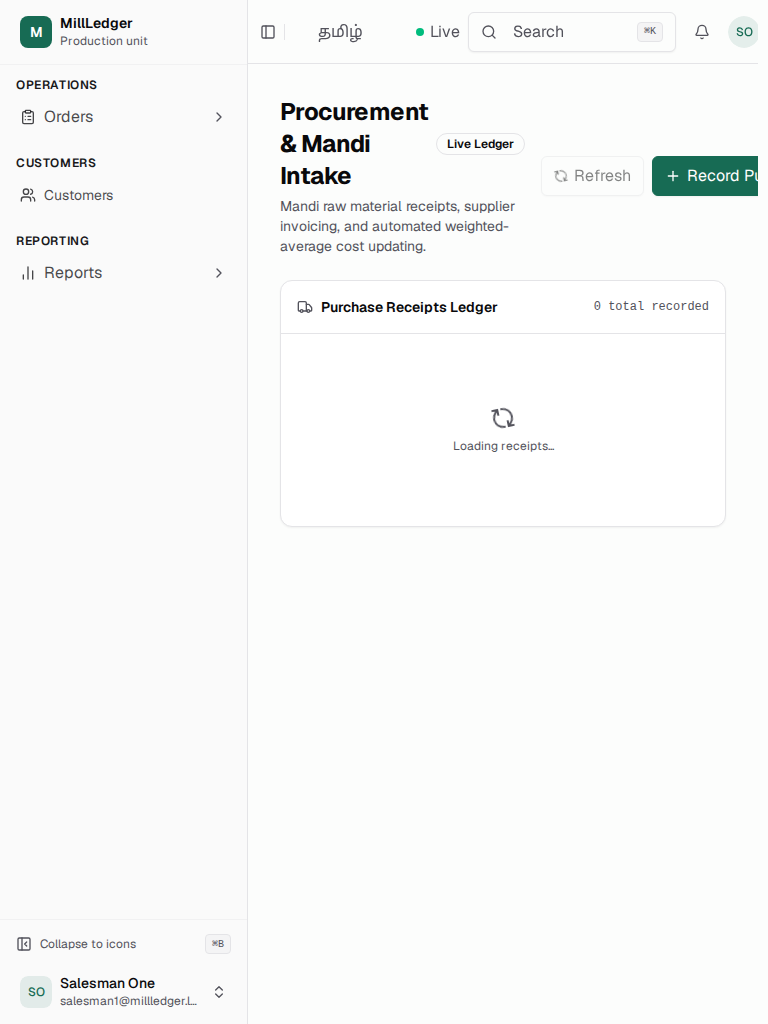 M
MillLedger
Production unit
OPERATIONS
Orders
CUSTOMERS
Customers
REPORTING
Reports
Collapse to icons
⌘B
SO
Salesman One
salesman1@millledger.l...
தமிழ்
Live
Search
⌘K
SO
Procurement
& Mandi
Intake
Live Ledger
Mandi raw material receipts, supplier
invoicing, and automated weighted-
average cost updating.
Refresh
Record Pu
Purchase Receipts Ledger
0 total recorded
Loading receipts...